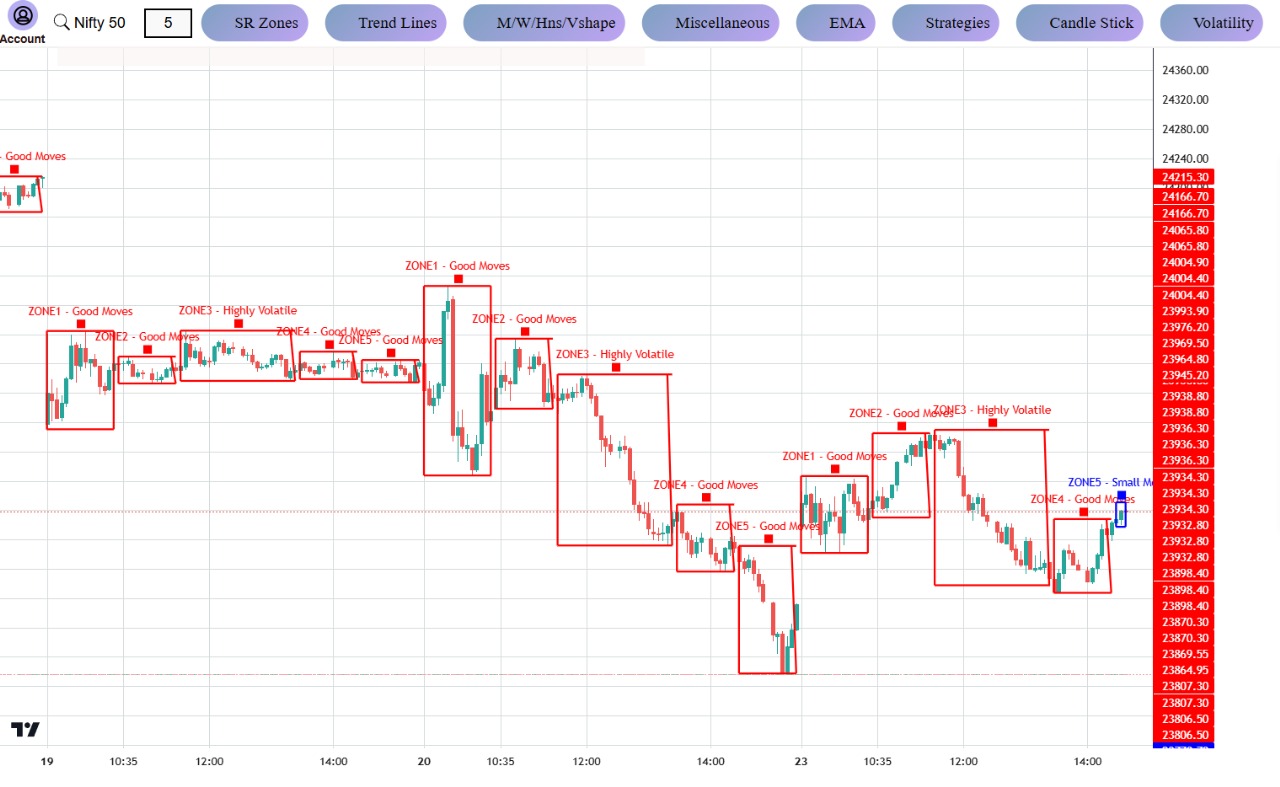 Account
Nifty 50
5
SR Zones
Trend Lines
M/W/Hns/Vshape
Miscellaneous
EMA
Strategies
Candle Stick
Volatility
- Good Moves
ZONE1 - Good Moves
ZONE2 - Good Moves
ZONE3 - Highly Volatile
ZONE4 - Good Moves
ZONE5 - Good Moves
ZONE1 - Good Moves
ZONE2 - Good Moves
ZONE3 - Highly Volatile
ZONE4 - Good Moves
ZONE5 - Good Moves
ZONE1 - Good Moves
ZONE2 - Good Moves
ZONE3 - Highly Volatile
ZONE4 - Good Moves
ZONE5 - Small M
24360.00
24320.00
24280.00
24240.00
24215.30
24166.70
24166.70
24065.80
24065.80
24004.90
24004.40
24004.40
23993.90
23976.20
23969.50
23964.80
23945.20
23938.80
23938.80
23936.30
23936.30
23936.30
23934.30
23934.30
23934.30
23932.80
23932.80
23932.80
23898.40
23898.40
23898.40
23870.30
23870.30
23869.55
23864.95
23807.30
23807.30
23806.50
23806.50
19
10:35
12:00
14:00
20
10:35
12:00
14:00
23
10:35
12:00
14:00